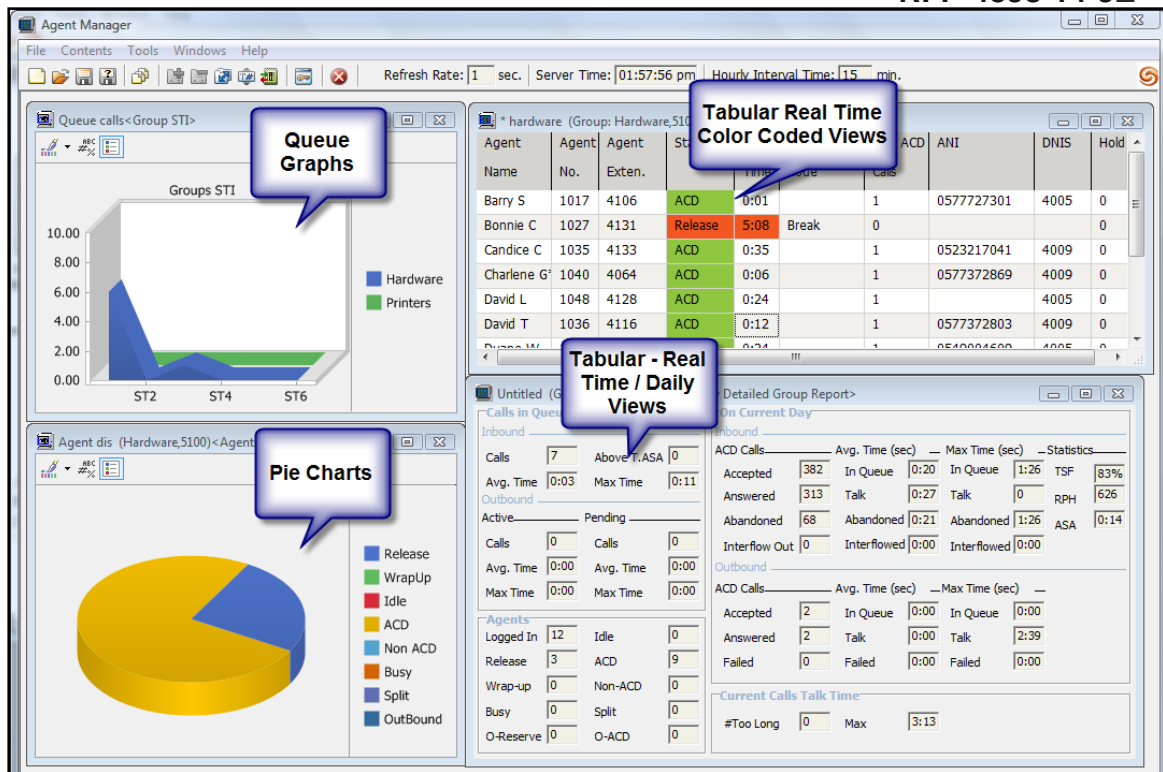 Agent Manager
File Contents Tools Windows Help
Refresh Rate: 1 sec. Server Time: 01:57:56 pm Hourly Interval Time: 15 min.
Queue calls<Group STI>
Queue Graphs
Groups STI
10.00
8.00
6.00
4.00
2.00
0.00
ST2 ST4 ST6
Hardware
Printers
* hardware (Group: Hardware,510
Tabular Real Time Color Coded Views
Agent Name Agent No. Agent Exten. Time ACD Calls ANI DNIS Hold
Barry S 1017 4106 ACD 0:01 1 0577727301 4005 0
Bonnie C 1027 4131 Release 5:08 Break 0 0
Candice C 1035 4133 ACD 0:35 1 0523217041 4009 0
Charlene G 1040 4064 ACD 0:06 1 0577372869 4009 0
David L 1048 4128 ACD 0:24 1 4005 0
David T 1036 4116 ACD 0:12 1 0577372803 4009 0
Agent dis (Hardware,5100)<Agent
ABC
Pie Charts
Release
WrapUp
Idle
ACD
Non ACD
Busy
Split
OutBound
Untitled Detailed Group Report>
Tabular - Real Time / Daily Views
Calls in Queue
Inbound
Calls 7 Above T.ASA 0
Avg. Time 0:03 Max Time 0:11
Outbound
Active Pending
Calls 0 Calls 0
Avg. Time 0:00 Avg. Time 0:00
Max Time 0:00 Max Time 0:00
Agents
Logged In 12 Idle 0
Release 3 ACD 9
Wrap-up 0 Non-ACD 0
Busy 0 Split 0
O-Reserve 0 O-ACD 0
On Current Day
Inbound
ACD Calls Avg. Time (sec) Max Time (sec) Statistics
Accepted 382 In Queue 0:20 In Queue 1:26 TSF 83%
Answered 313 Talk 0:27 Talk 0 RPH 626
Abandoned 68 Abandoned 0:21 Abandoned 1:26 ASA 0:14
Interflow Out 0 Interflowed 0:00 Interflowed 0:00
Outbound
ACD Calls Avg. Time (sec) Max Time (sec)
Accepted 2 In Queue 0:00 In Queue 0:00
Answered 2 Talk 0:00 Talk 2:39
Failed 0 Failed 0:00 Failed 0:00
Current Calls Talk Time
#Too Long 0 Max 3:13